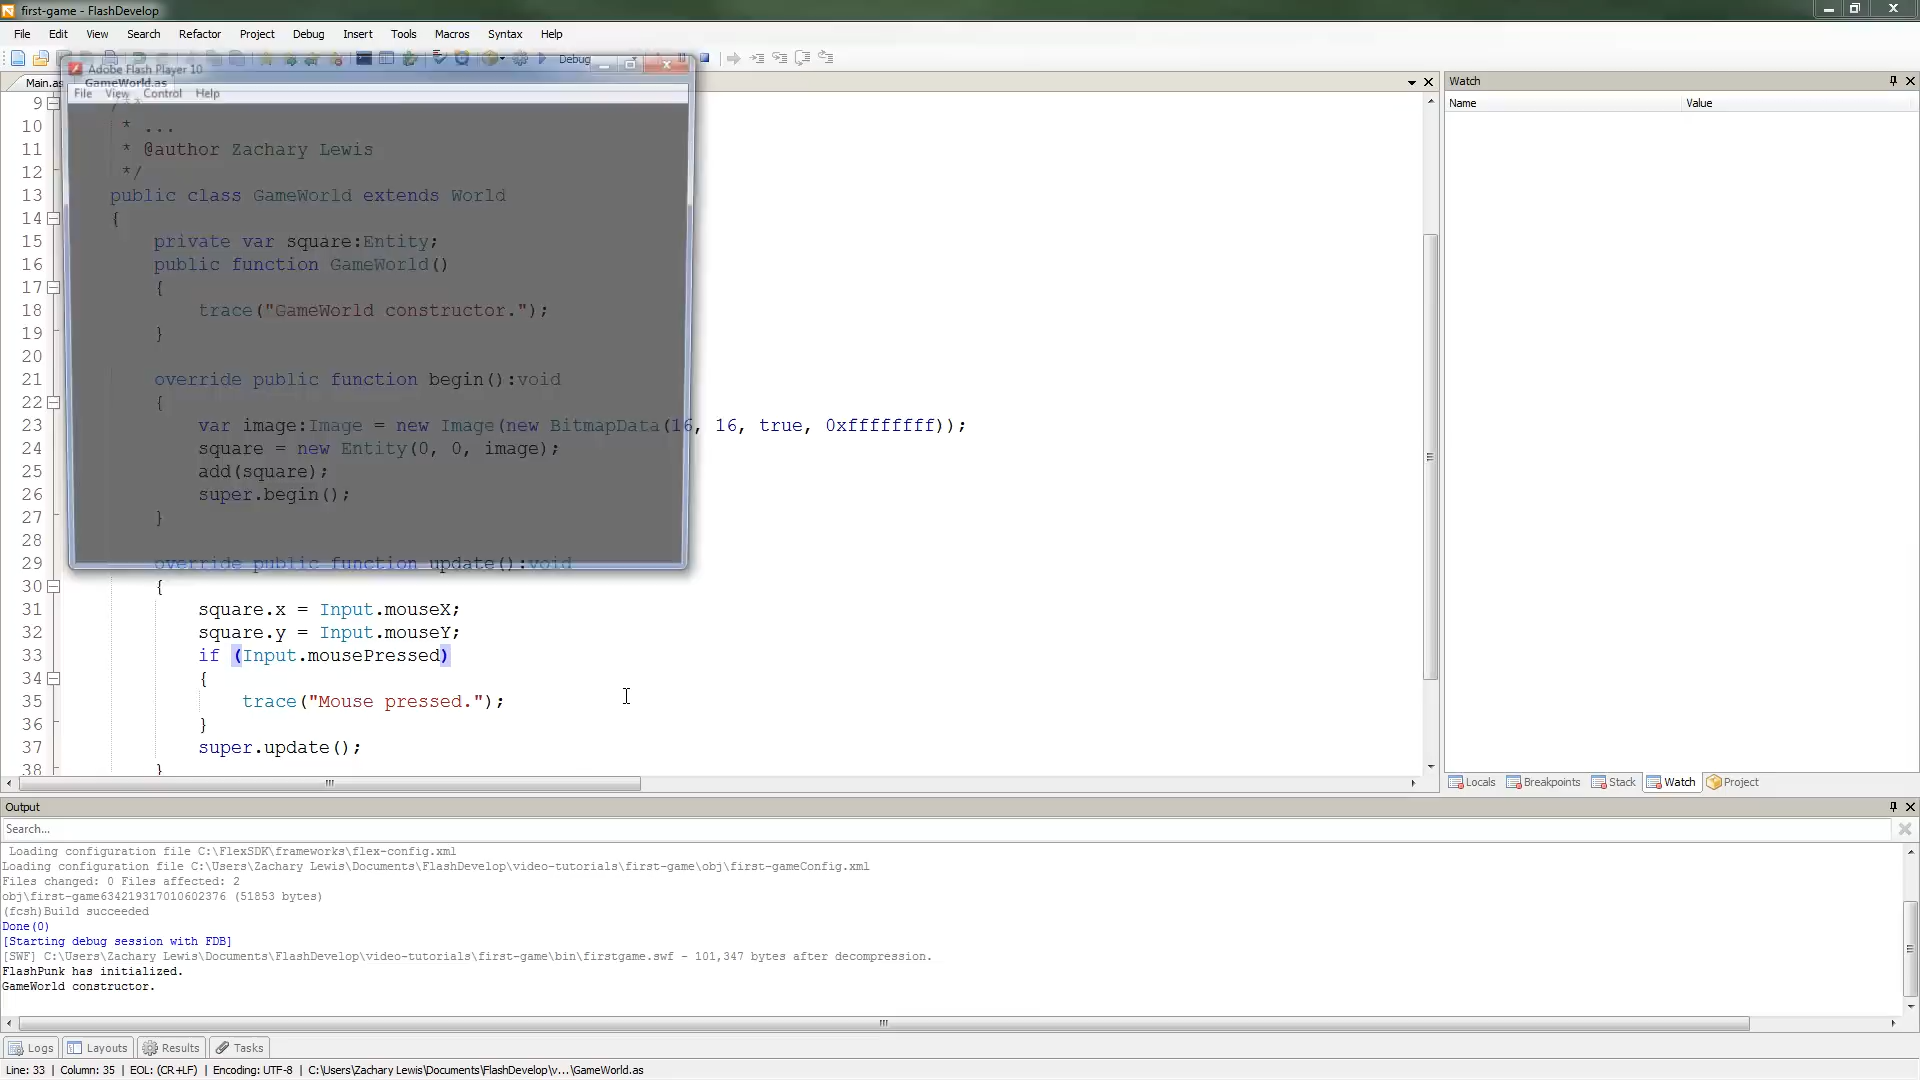 first-game - FlashDevelop
File Edit View Search Refactor Project Debug Insert Tools Macros Syntax Help
Debug
Adobe Flash Player 10
Main.as GameWorld.as
File View Control Help
Watch
Name Value
9 /**
10 * ...
11 * @author Zachary Lewis
12 */
13 public class GameWorld extends World
14 {
15 private var square:Entity;
16 public function GameWorld()
17 {
18 trace("GameWorld constructor.");
19 }
20
21 override public function begin():void
22 {
23 var image:Image = new Image(new BitmapData(16, 16, true, 0xffffffff));
24 square = new Entity(0, 0, image);
25 add(square);
26 super.begin();
27 }
28
29 override public function update():void
30 {
31 square.x = Input.mouseX;
32 square.y = Input.mouseY;
33 if (Input.mousePressed)
34 {
35 trace("Mouse pressed.");
36 }
37 super.update();
38 }
Locals Breakpoints Stack Watch Project
Output
Search...
Loading configuration file C:\FlexSDK\frameworks\flex-config.xml
Loading configuration file C:\Users\Zachary Lewis\Documents\FlashDevelop\video-tutorials\first-game\obj\first-gameConfig.xml
Files changed: 0 Files affected: 2
obj\first-game634219317010602376 (51853 bytes)
(fcsh)Build succeeded
Done(0)
[Starting debug session with FDB]
[SWF] C:\Users\Zachary Lewis\Documents\FlashDevelop\video-tutorials\first-game\bin\firstgame.swf - 101,347 bytes after decompression.
FlashPunk has initialized.
GameWorld constructor.
Logs Layouts Results Tasks
Line: 33 | Column: 35 | EOL: (CR+LF) | Encoding: UTF-8 | C:\Users\Zachary Lewis\Documents\FlashDevelop\v...\GameWorld.as